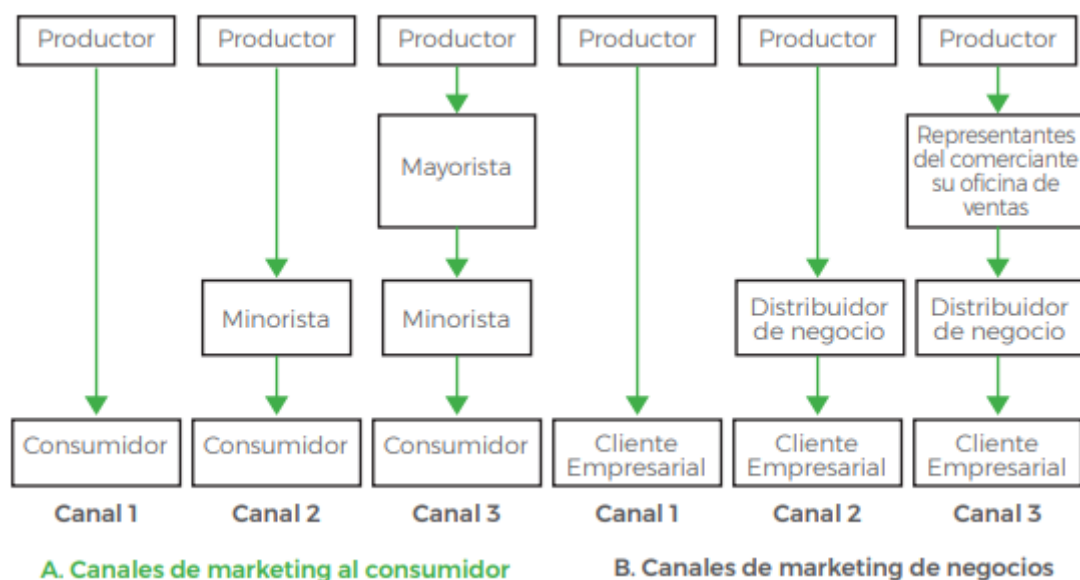 Productor
Productor
Productor
Productor
Productor
Productor
Mayorista
Representantes
del comerciante
su oficina de
ventas
Minorista
Minorista
Distribuidor
de negocio
Distribuidor
de negocio
Consumidor
Consumidor
Consumidor
Cliente
Empresarial
Cliente
Empresarial
Cliente
Empresarial
Canal 1
Canal 2
Canal 3
Canal 1
Canal 2
Canal 3
A. Canales de marketing al consumidor
B. Canales de marketing de negocios